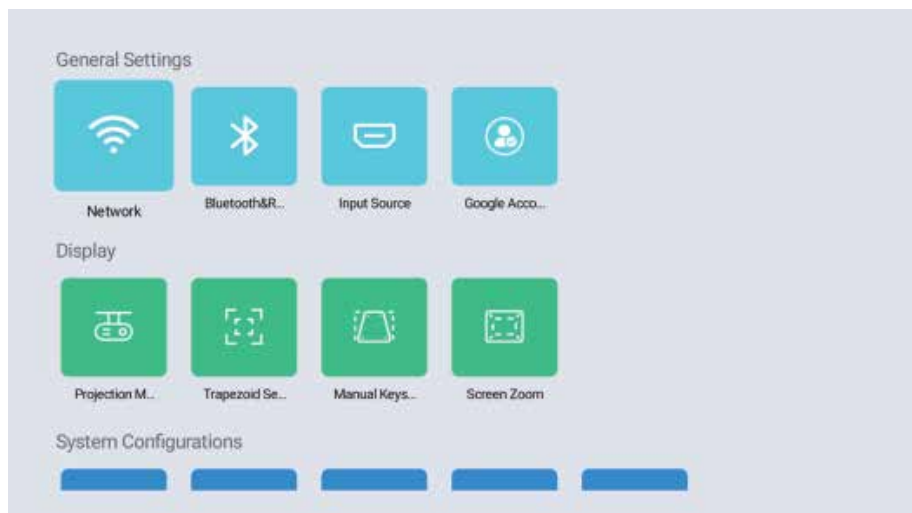 General Settings
Network
Bluetooth&R...
Input Source
Google Acco...
Display
Projection M...
Trapezoid Se...
Manual Keys...
Screen Zoom
System Configurations